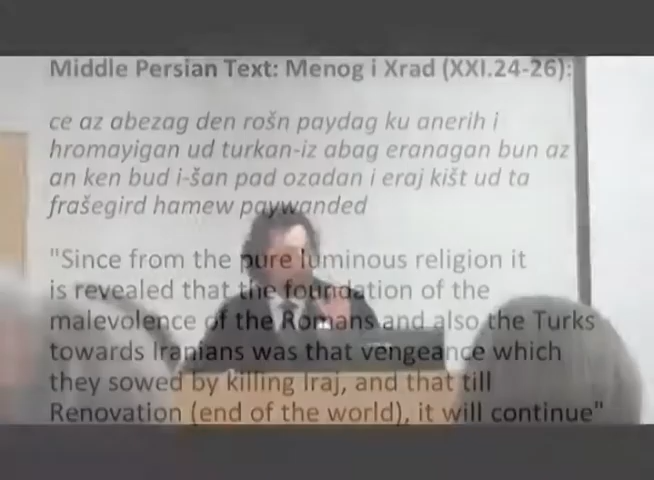 Middle Persian Text: Menog i Xrad (XXI.24-26):
ce az abezag den rošn paydag ku anerih i
hromayigan ud turkan-iz abag eranagan bun az
an ken bud i-šan pad ozadan i eraj kišt ud ta
frašegird hamew paywanded
"Since from the pure luminous religion it
is revealed that the foundation of the
malevolence of the Romans and also the Turks
towards Iranians was that vengeance which
they sowed by killing Iraj, and that till
Renovation (end of the world), it will continue"